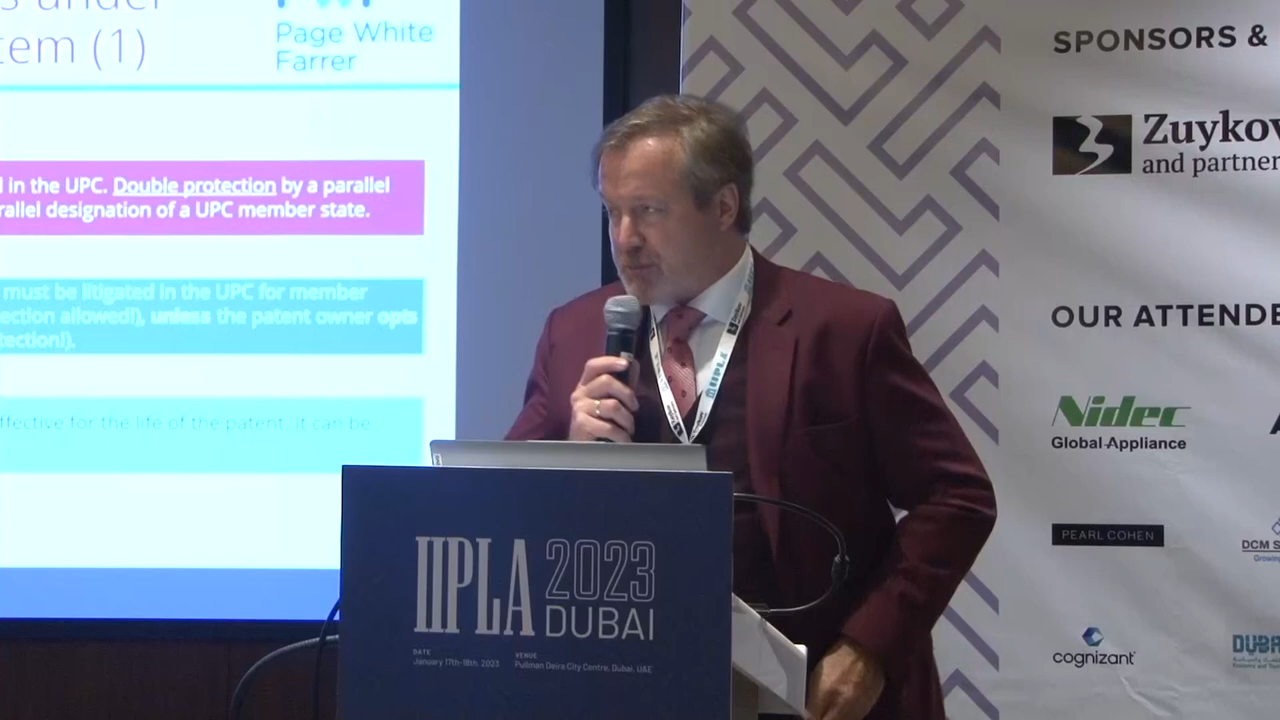 s under
tem (1)
Page White
Farrer
l in the UPC. Double protection by a parallel
rallel designation of a UPC member state.
must be litigated in the UPC for member
ection allowed!), unless the patent owner opts
tection!).
ffective for the life of the patent. It can be
IIPLA 2023
DUBAI
DATE
January 17th-18th, 2023
VENUE
Pullman Deira City Centre, Dubai, UAE
SPONSORS &
Zuykov
and partner
OUR ATTENDE
Nidec
Global Appliance
PEARL COHEN
DCM S
Growing
cognizant
DUBA
IIPLA